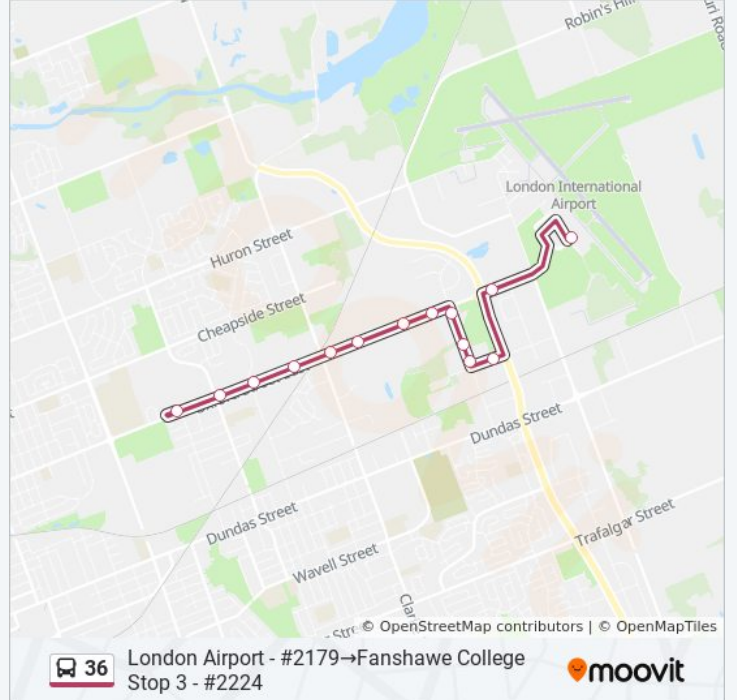 Robin's Hill
London International
Airport
Huron Street
Cheapside Street
Dundas Street
Dundas Street
Trafalgar Street
Wavell Street
© OpenStreetMap contributors | © OpenMapTiles
36
London Airport - #2179→Fanshawe College
Stop 3 - #2224
moovit